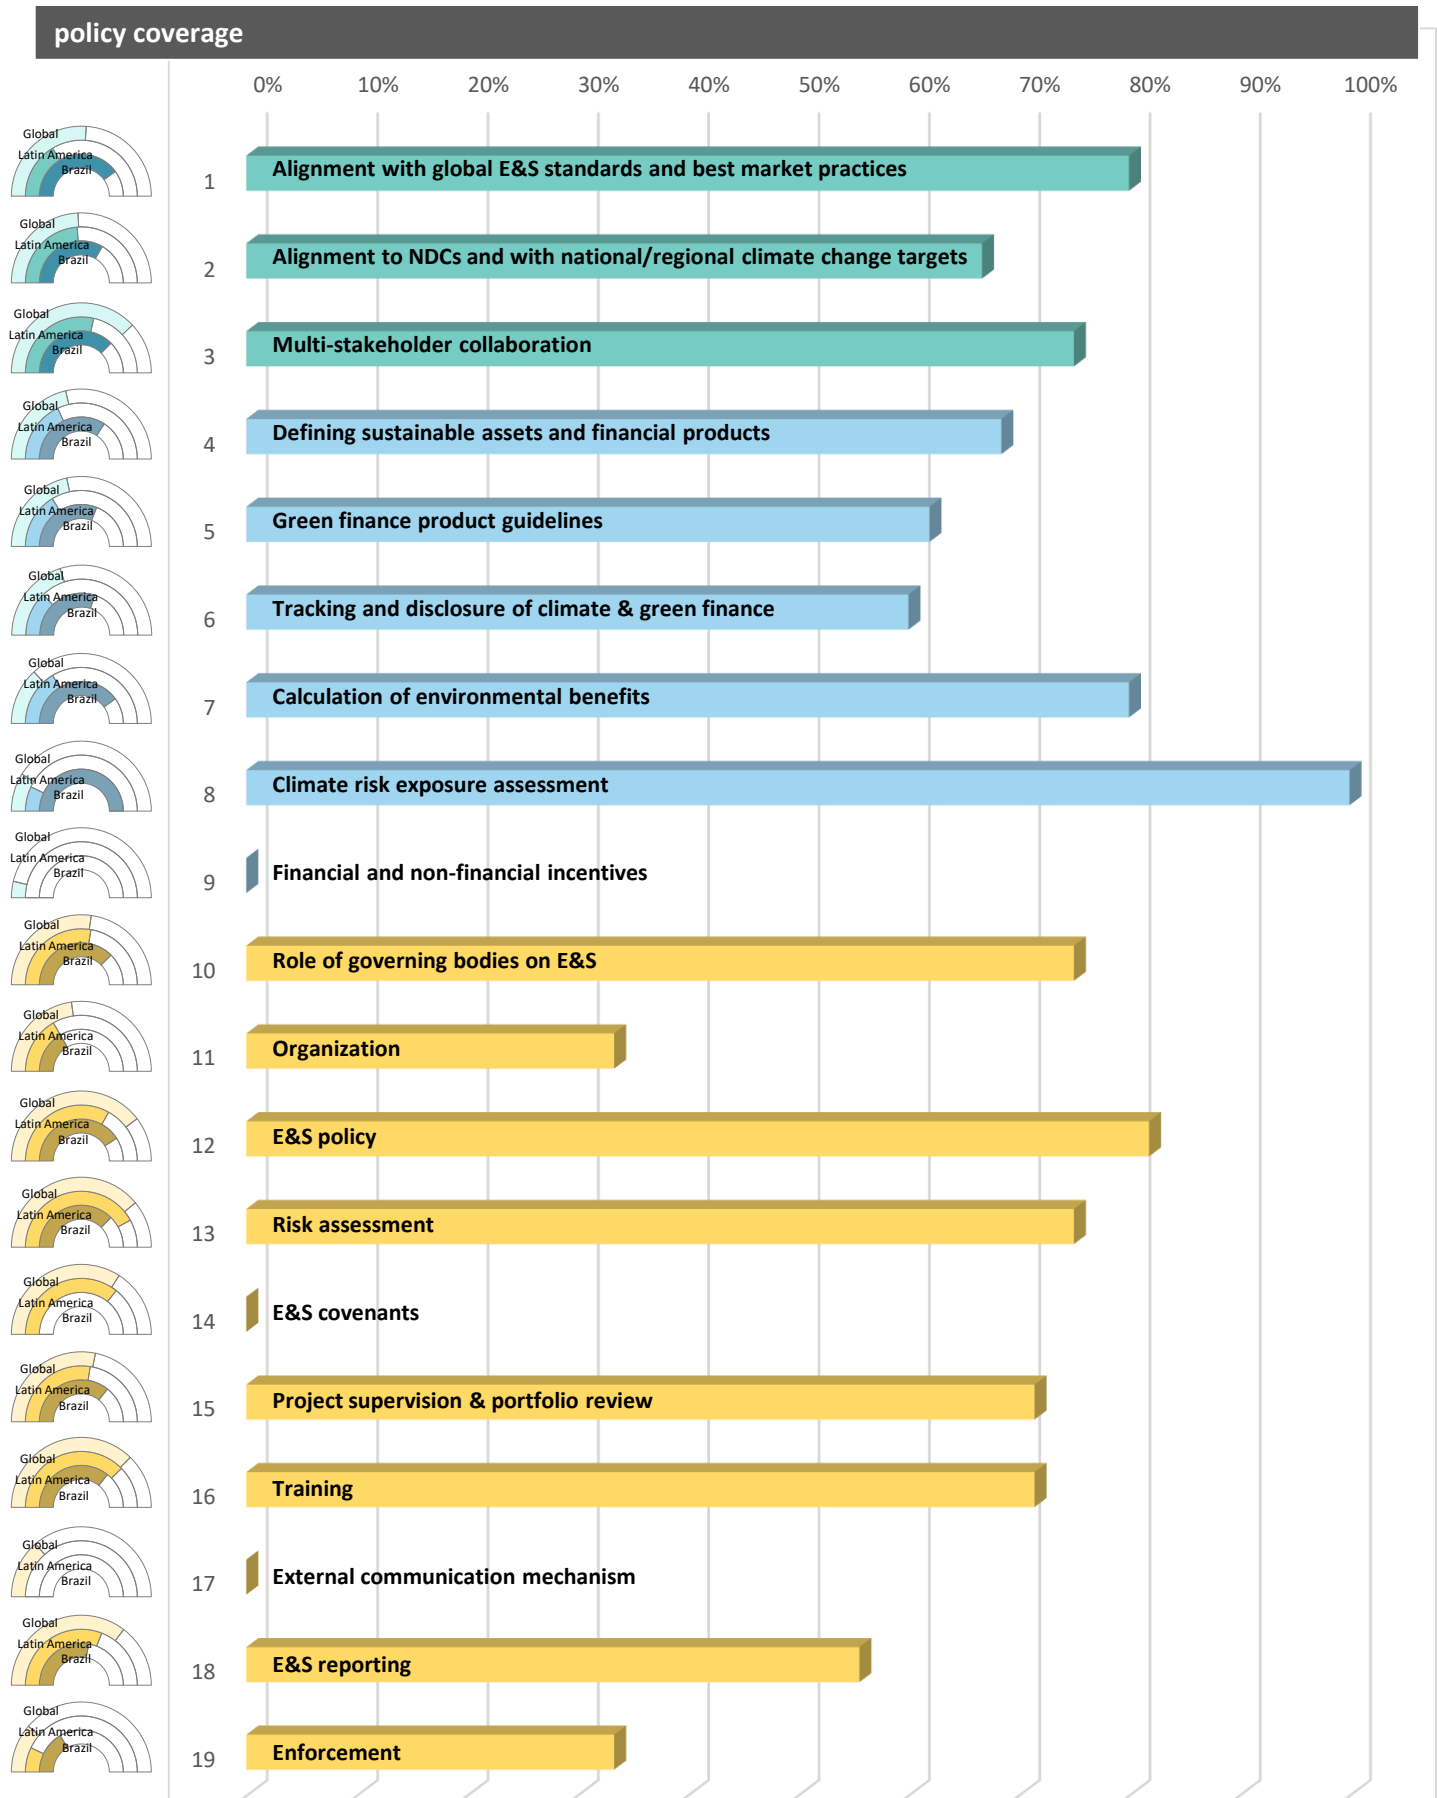 policy coverage
0% 10% 20% 30% 40% 50% 60% 70% 80% 90% 100%
Global
Latin America
Brazil
1 Alignment with global E&S standards and best market practices
Global
Latin America
Brazil
2 Alignment to NDCs and with national/regional climate change targets
Global
Latin America
Brazil
3 Multi-stakeholder collaboration
Global
Latin America
Brazil
4 Defining sustainable assets and financial products
Global
Latin America
Brazil
5 Green finance product guidelines
Global
Latin America
Brazil
6 Tracking and disclosure of climate & green finance
Global
Latin America
Brazil
7 Calculation of environmental benefits
Global
Latin America
Brazil
8 Climate risk exposure assessment
Global
Latin America
Brazil
9 Financial and non-financial incentives
Global
Latin America
Brazil
10 Role of governing bodies on E&S
Global
Latin America
Brazil
11 Organization
Global
Latin America
Brazil
12 E&S policy
Global
Latin America
Brazil
13 Risk assessment
Global
Latin America
Brazil
14 E&S covenants
Global
Latin America
Brazil
15 Project supervision & portfolio review
Global
Latin America
Brazil
16 Training
Global
Latin America
Brazil
17 External communication mechanism
Global
Latin America
Brazil
18 E&S reporting
Global
Latin America
Brazil
19 Enforcement